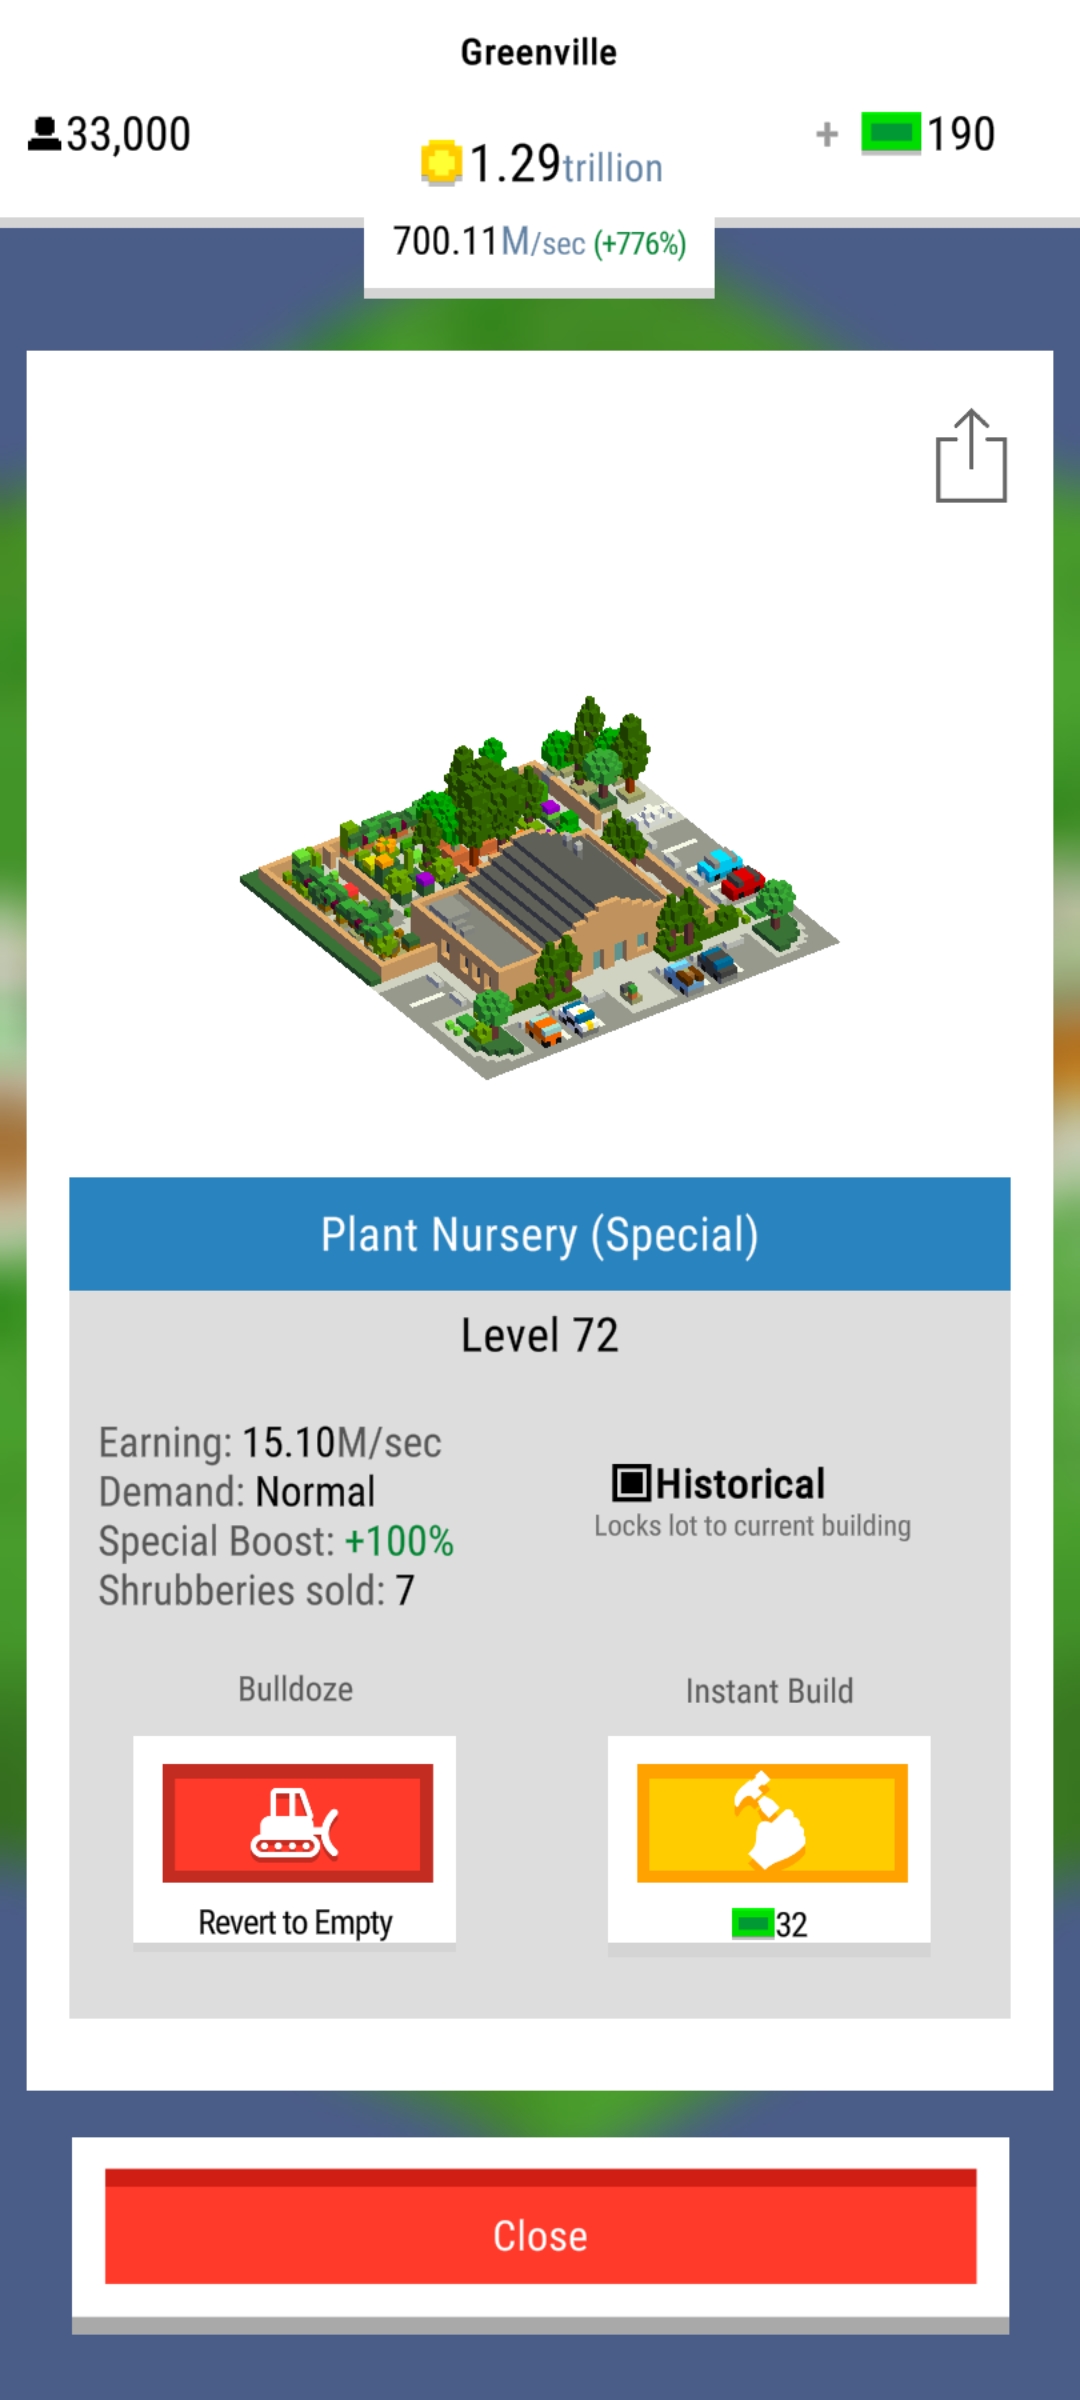 Greenville
33,000
1.29trillion
+ 190
700.11M/sec (+776%)
Plant Nursery (Special)
Level 72
Earning: 15.10M/sec
Demand: Normal
Special Boost: +100%
Shrubberies sold: 7
Historical
Locks lot to current building
Bulldoze
Instant Build
Revert to Empty
32
Close